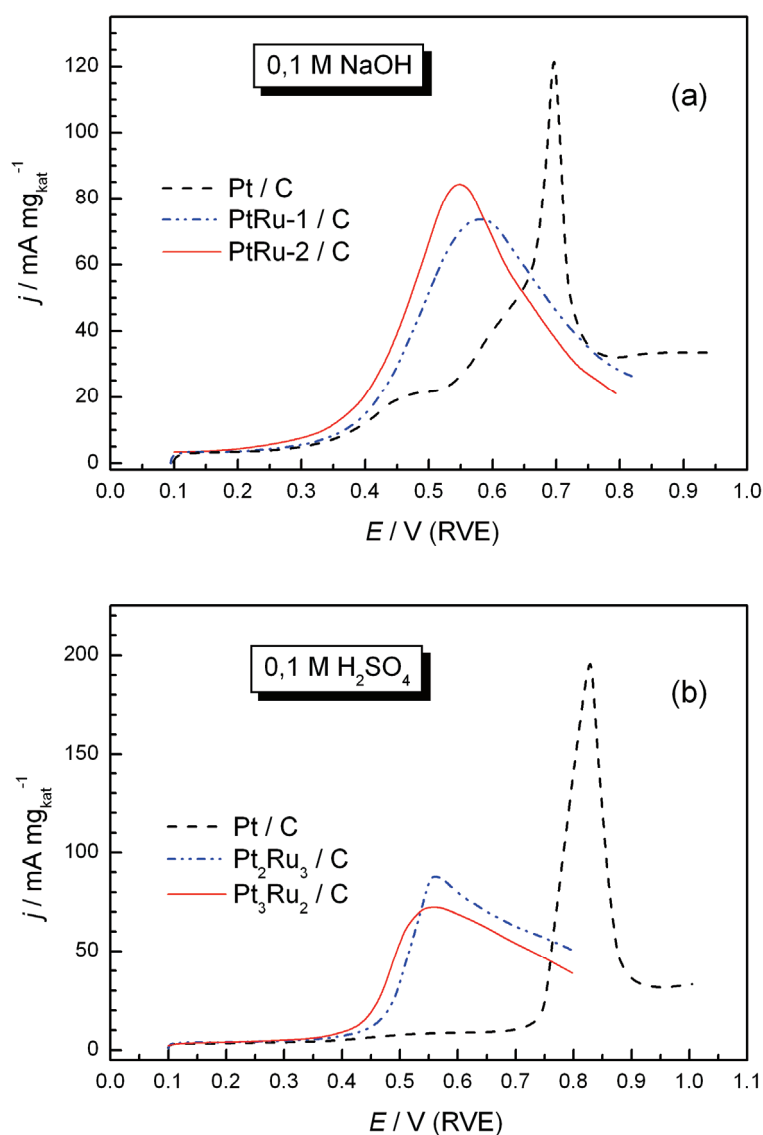 0,1 M NaOH
(a)
Pt / C
PtRu-1 / C
PtRu-2 / C
j / mA mg_kat^-1
120
100
80
60
40
20
0
0.0 0.1 0.2 0.3 0.4 0.5 0.6 0.7 0.8 0.9 1.0
E / V (RVE)
0,1 M H₂SO₄
(b)
Pt / C
Pt₂Ru₃ / C
Pt₃Ru₂ / C
j / mA mg_kat^-1
200
150
100
50
0
0.0 0.1 0.2 0.3 0.4 0.5 0.6 0.7 0.8 0.9 1.0 1.1
E / V (RVE)